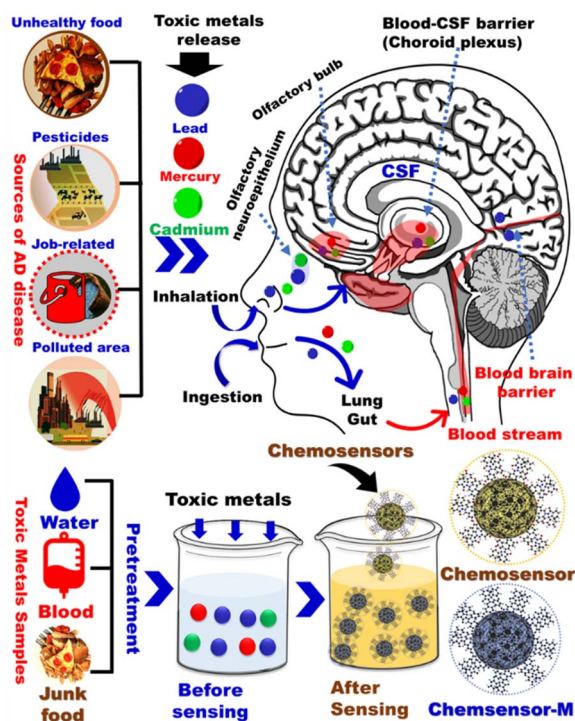 Unhealthy food
Pesticides
Job-related
Polluted area
Sources of AD disease
Toxic metals
release
Lead
Mercury
Cadmium
Blood-CSF barrier
(Choroid plexus)
Olfactory bulb
Olfactory
neuroepithelium
CSF
Inhalation
Ingestion
Lung
Gut
Blood brain
barrier
Blood stream
Toxic Metals Samples
Water
Blood
Junk
food
Pretreatment
Toxic metals
Before
sensing
Chemosensors
After
Sensing
Chemosensor
Chemsensor-M